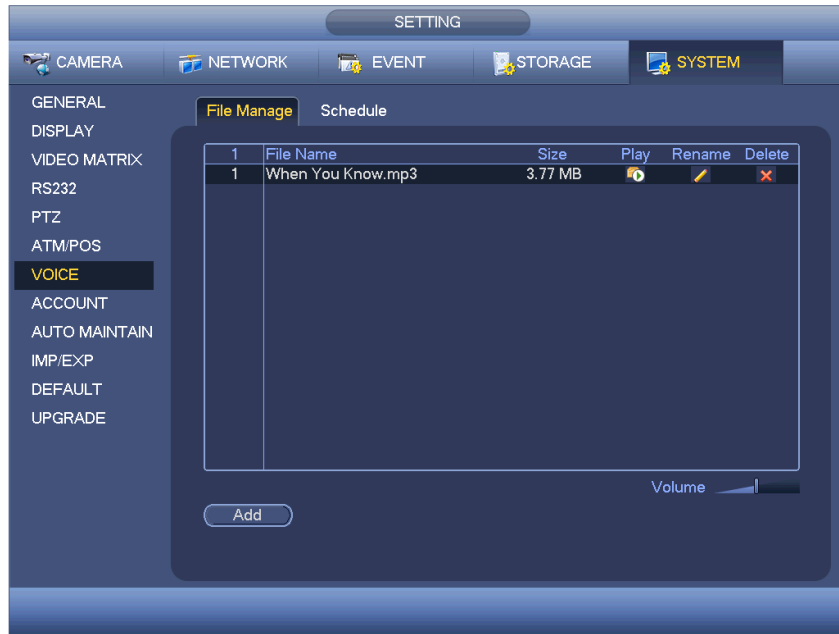 SETTING
CAMERA NETWORK EVENT STORAGE SYSTEM
GENERAL
DISPLAY
VIDEO MATRIX
RS232
PTZ
ATM/POS
VOICE
ACCOUNT
AUTO MAINTAIN
IMP/EXP
DEFAULT
UPGRADE
File Manage Schedule
1 File Name Size Play Rename Delete
1 When You Know.mp3 3.77 MB
Volume
Add